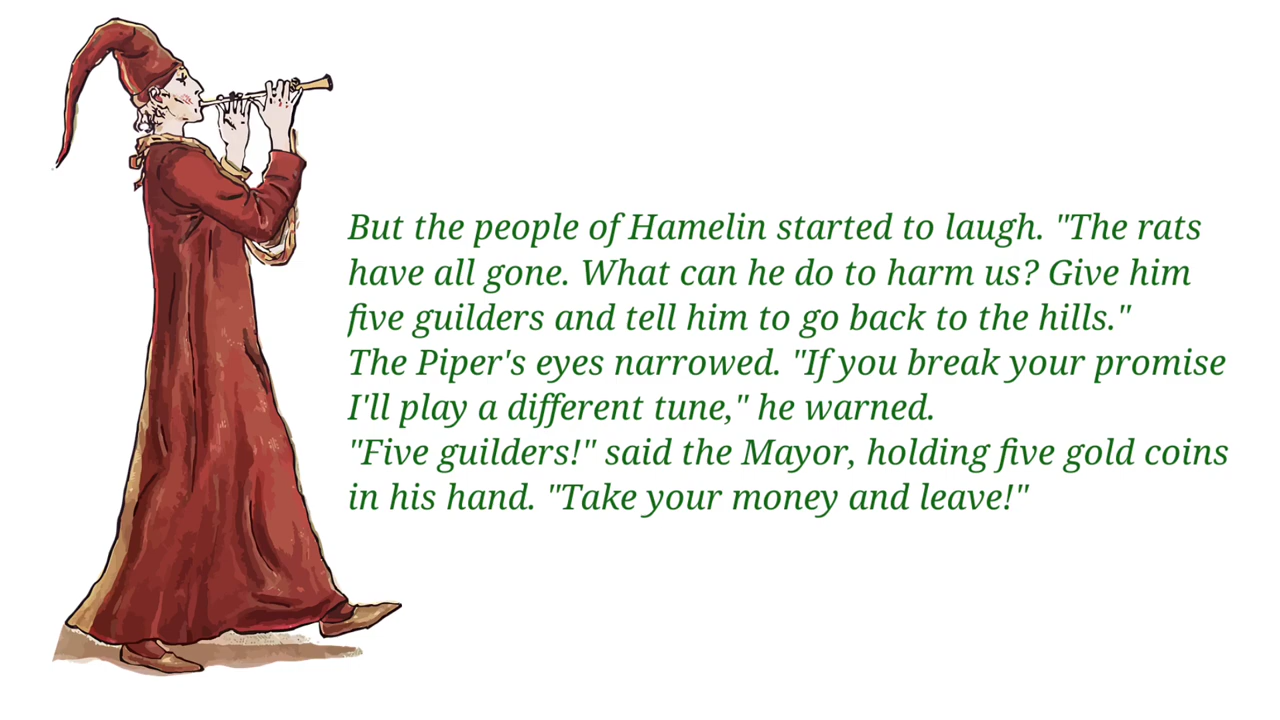 But the people of Hamelin started to laugh. "The rats
have all gone. What can he do to harm us? Give him
five guilders and tell him to go back to the hills."
The Piper's eyes narrowed. "If you break your promise
I'll play a different tune," he warned.
"Five guilders!" said the Mayor, holding five gold coins
in his hand. "Take your money and leave!"